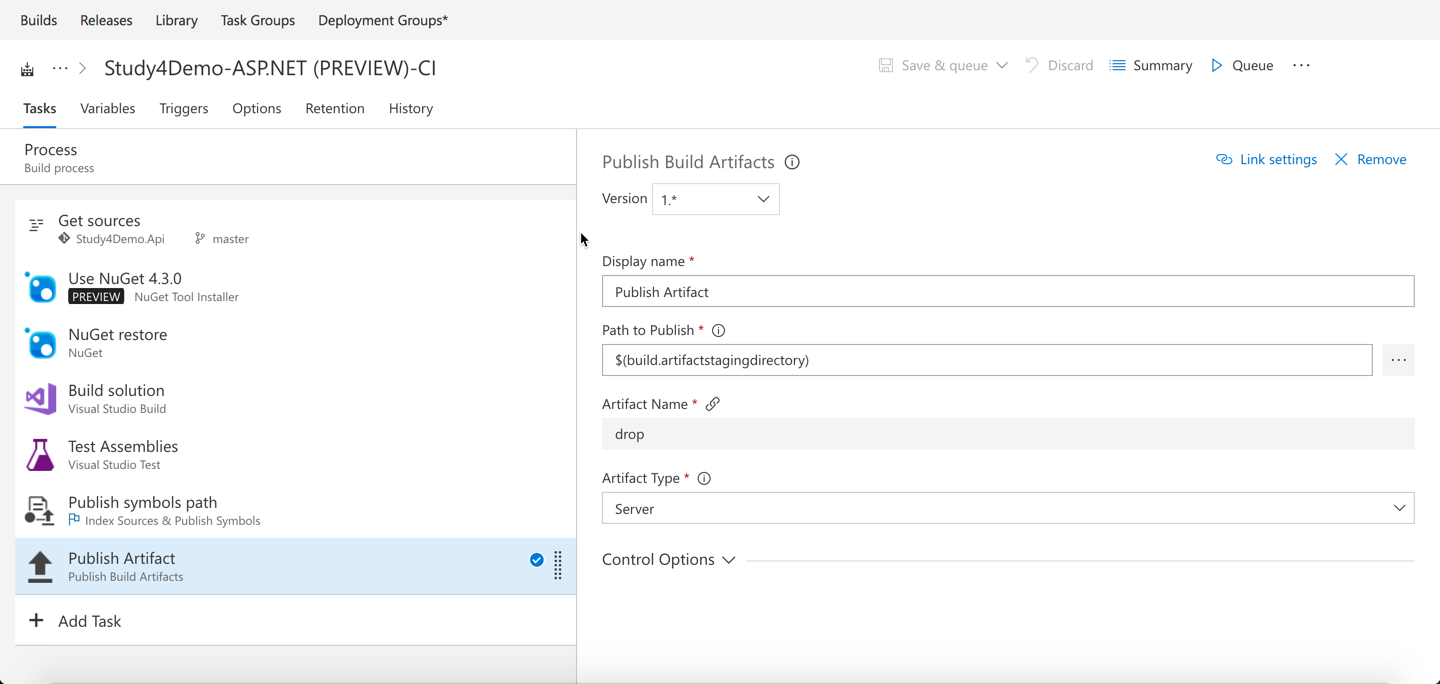 Builds Releases Library Task Groups Deployment Groups*
··· > Study4Demo-ASP.NET (PREVIEW)-CI
Save & queue Discard Summary Queue ···
Tasks Variables Triggers Options Retention History
Process
Build process
Get sources
Study4Demo.Api master
Use NuGet 4.3.0
PREVIEW NuGet Tool Installer
NuGet restore
NuGet
Build solution
Visual Studio Build
Test Assemblies
Visual Studio Test
Publish symbols path
Index Sources & Publish Symbols
Publish Artifact
Publish Build Artifacts
+ Add Task
Publish Build Artifacts
Link settings Remove
Version 1.*
Display name *
Publish Artifact
Path to Publish *
$(build.artifactstagingdirectory)
···
Artifact Name *
drop
Artifact Type *
Server
Control Options